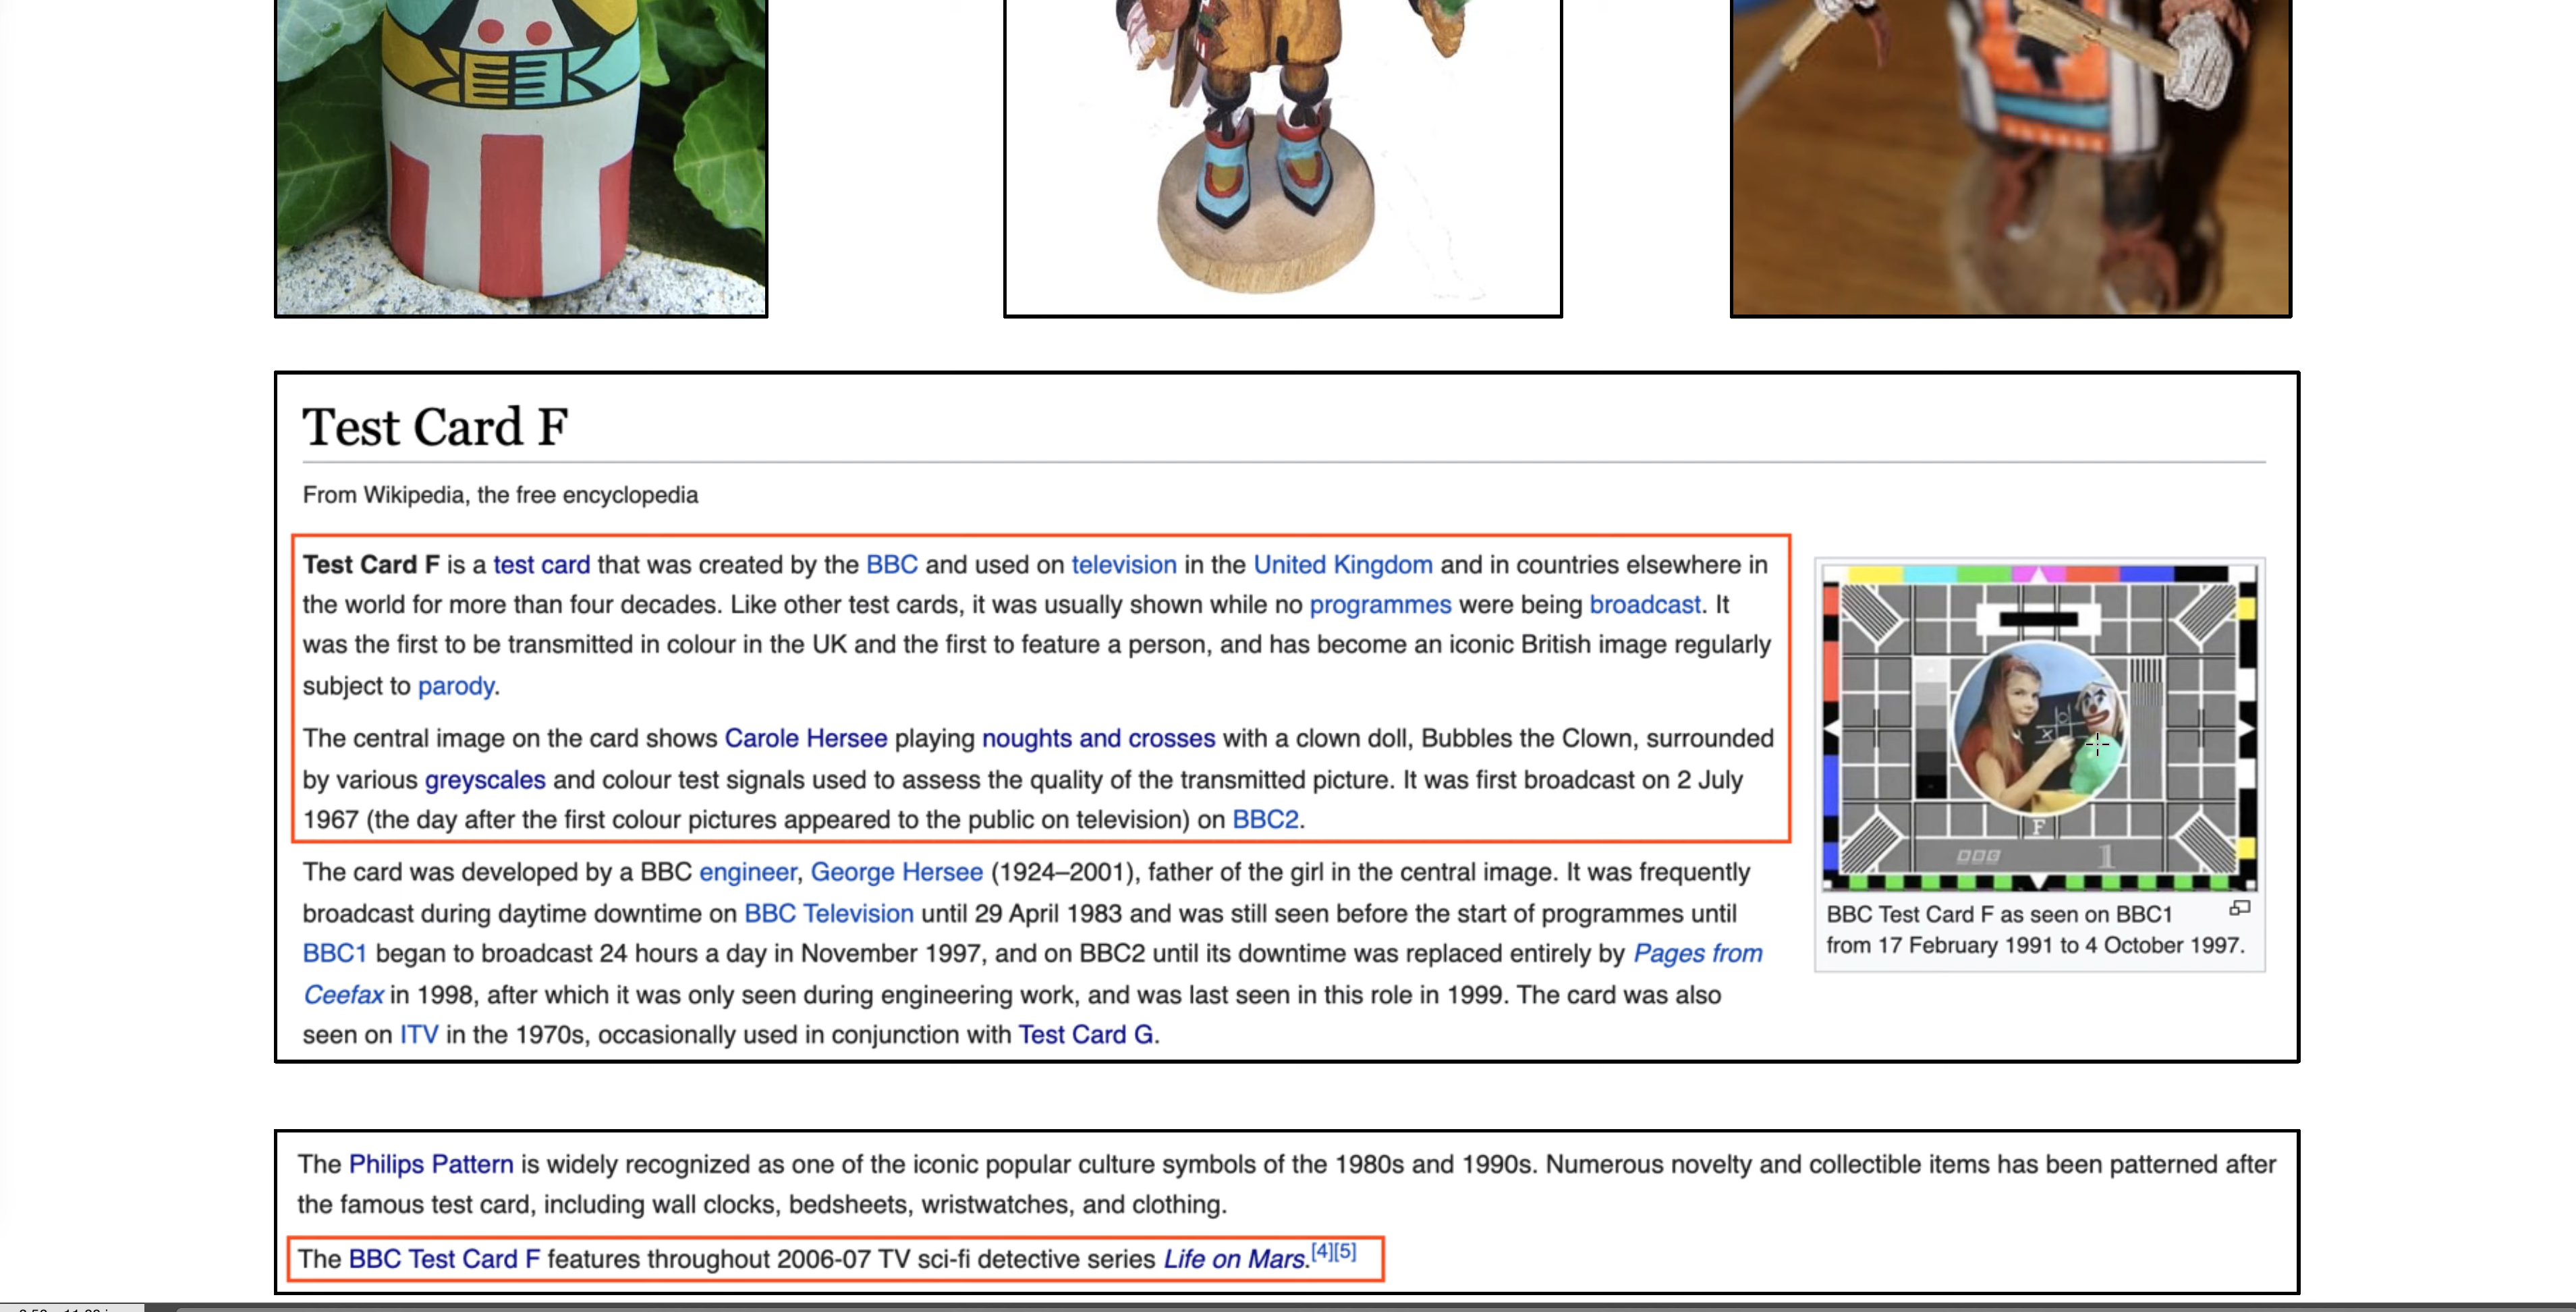 Test Card F
From Wikipedia, the free encyclopedia
Test Card F is a test card that was created by the BBC and used on television in the United Kingdom and in countries elsewhere in
the world for more than four decades. Like other test cards, it was usually shown while no programmes were being broadcast. It
was the first to be transmitted in colour in the UK and the first to feature a person, and has become an iconic British image regularly
subject to parody.
The central image on the card shows Carole Hersee playing noughts and crosses with a clown doll, Bubbles the Clown, surrounded
by various greyscales and colour test signals used to assess the quality of the transmitted picture. It was first broadcast on 2 July
1967 (the day after the first colour pictures appeared to the public on television) on BBC2.
The card was developed by a BBC engineer, George Hersee (1924–2001), father of the girl in the central image. It was frequently
broadcast during daytime downtime on BBC Television until 29 April 1983 and was still seen before the start of programmes until
BBC1 began to broadcast 24 hours a day in November 1997, and on BBC2 until its downtime was replaced entirely by Pages from
Ceefax in 1998, after which it was only seen during engineering work, and was last seen in this role in 1999. The card was also
seen on ITV in the 1970s, occasionally used in conjunction with Test Card G.
F
BBC 1
BBC Test Card F as seen on BBC1
from 17 February 1991 to 4 October 1997.
The Philips Pattern is widely recognized as one of the iconic popular culture symbols of the 1980s and 1990s. Numerous novelty and collectible items has been patterned after
the famous test card, including wall clocks, bedsheets, wristwatches, and clothing.
The BBC Test Card F features throughout 2006-07 TV sci-fi detective series Life on Mars.[4][5]